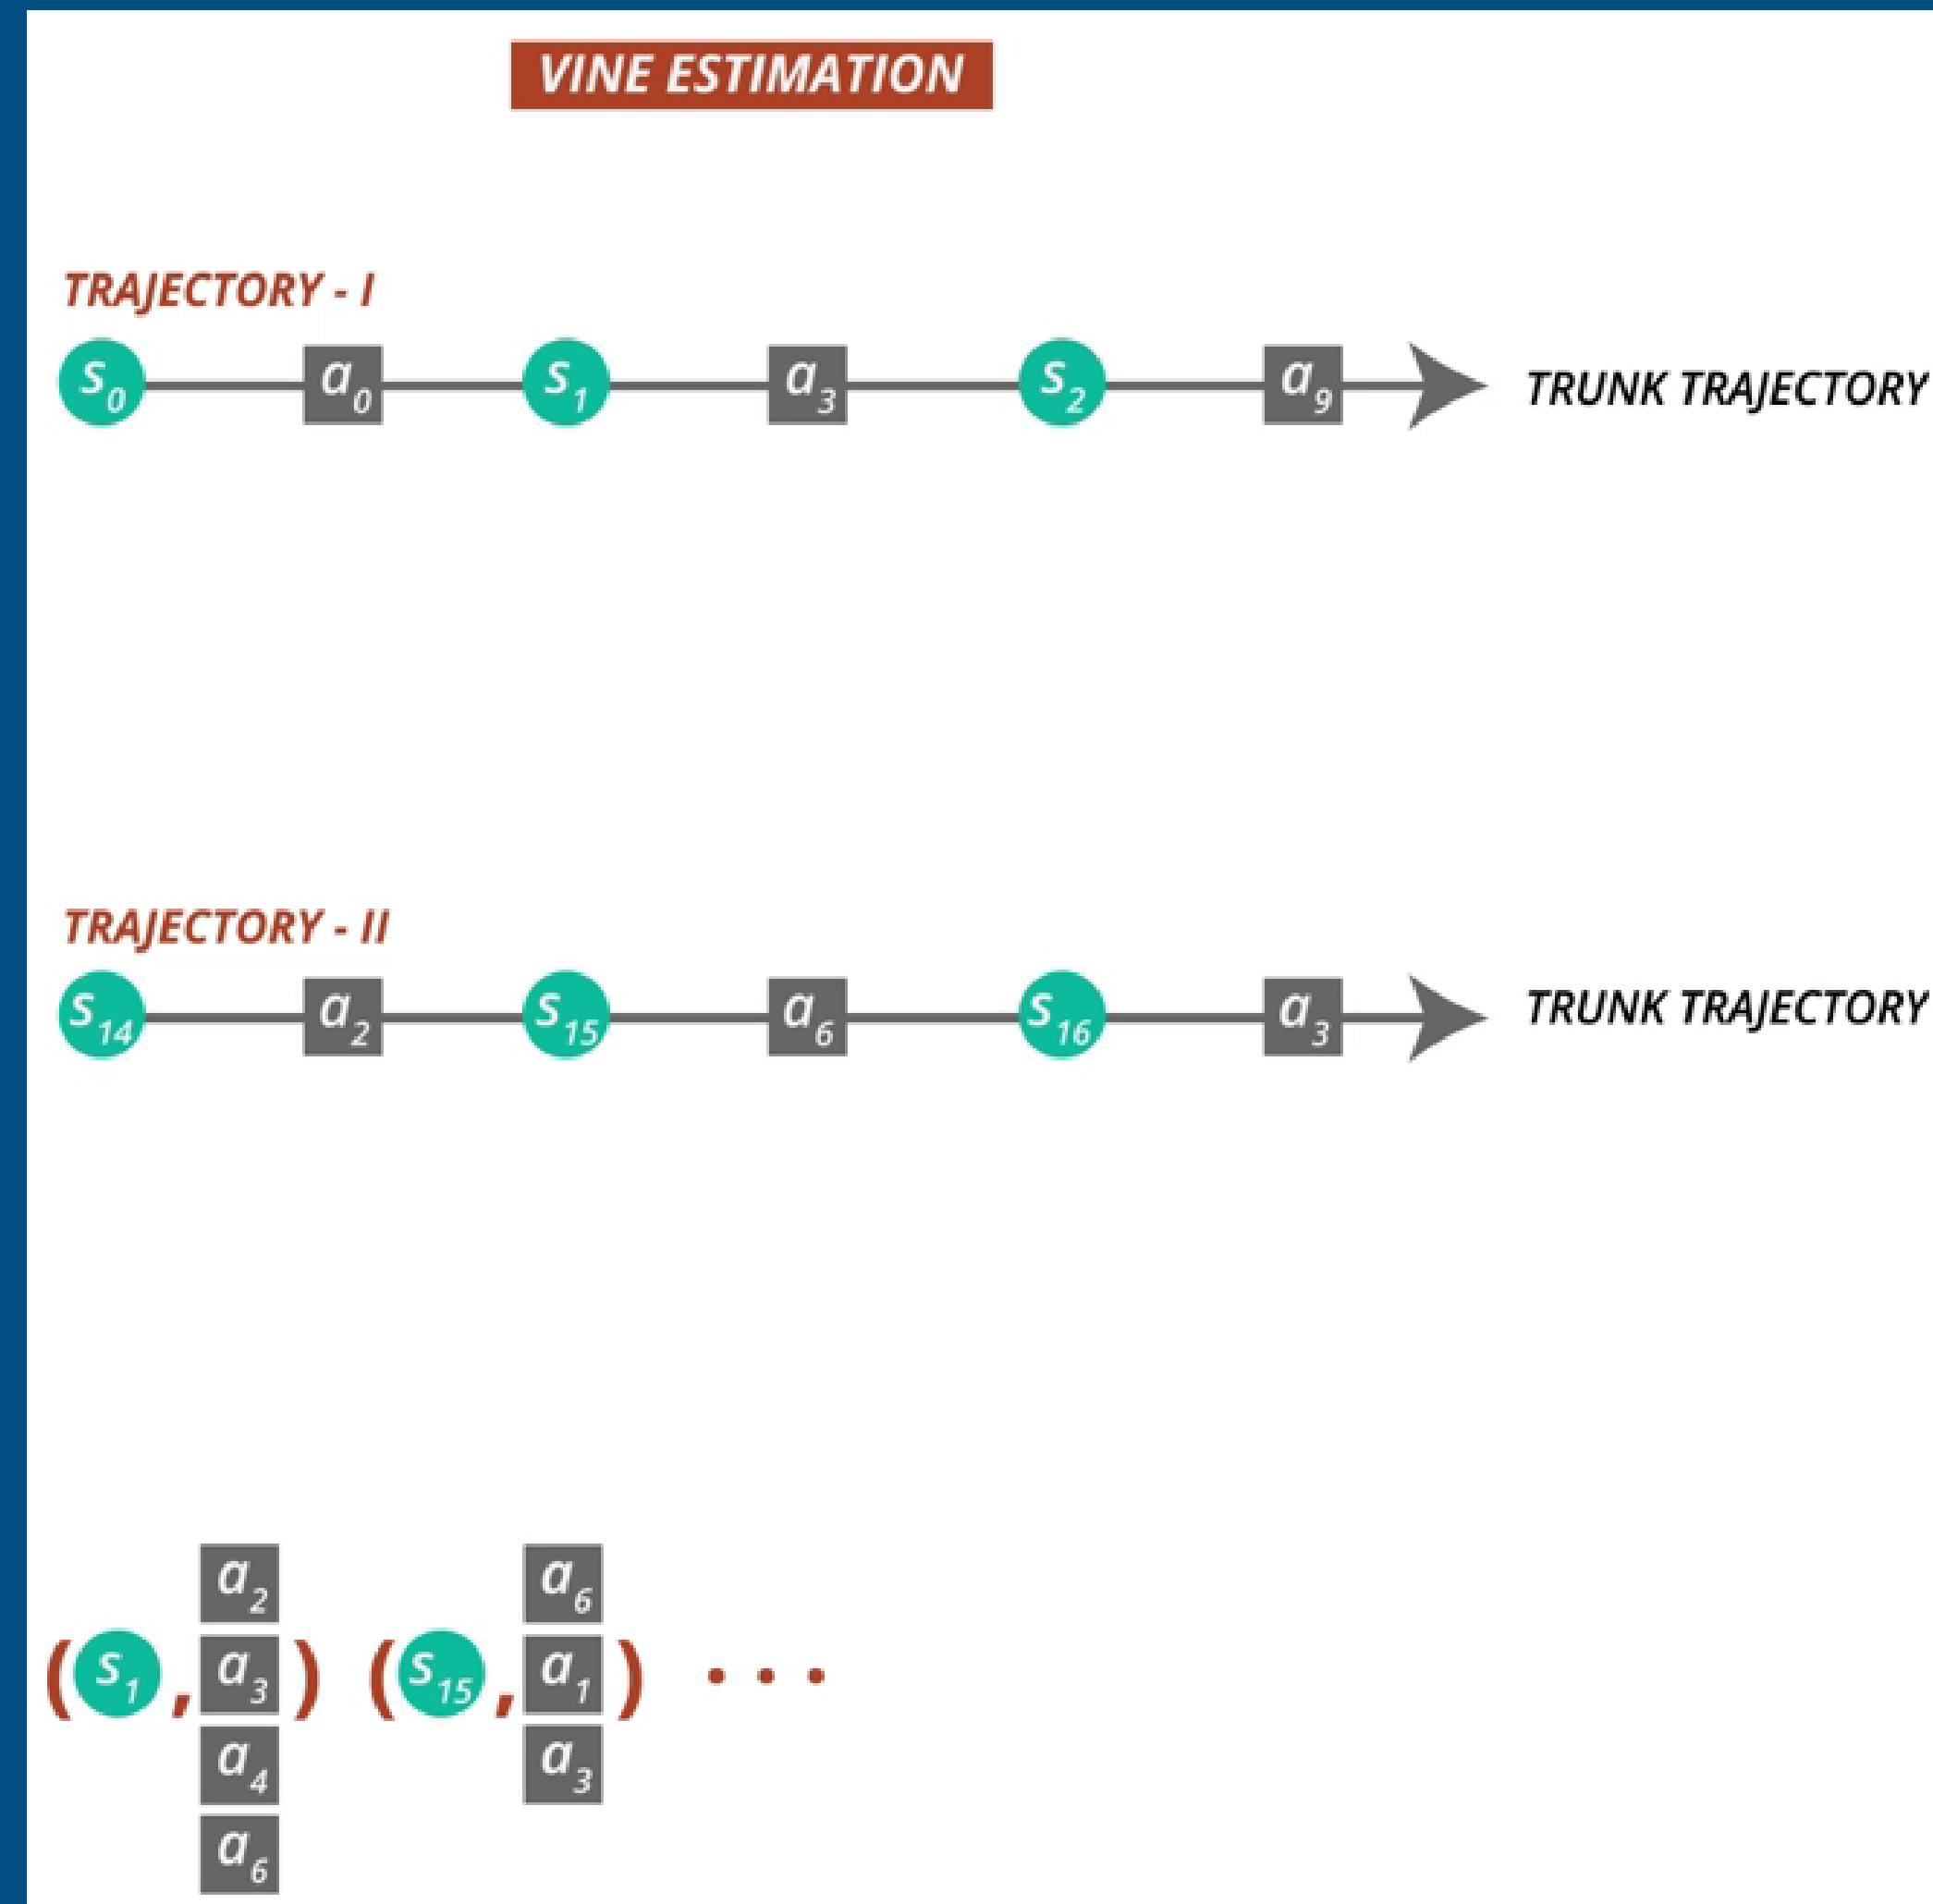 VINE ESTIMATION
TRAJECTORY - I
s₀ a₀ s₁ a₃ s₂ a₉ TRUNK TRAJECTORY
TRAJECTORY - II
s₁₄ a₂ s₁₅ a₆ s₁₆ a₃ TRUNK TRAJECTORY
a₂ a₆
(s₁, a₃) (s₁₅, a₁) ...
a₄ a₃
a₆